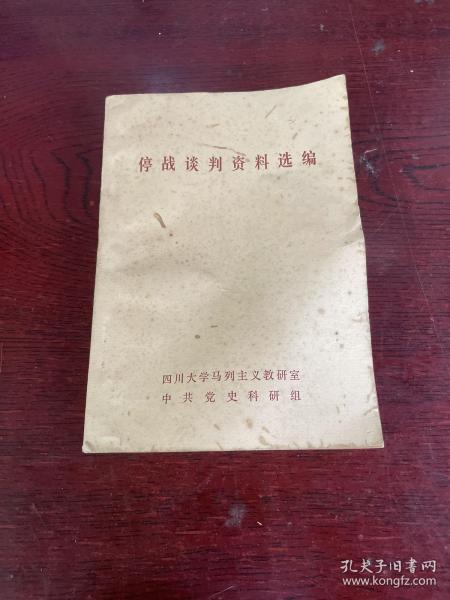 停战谈判资料选编
四川大学马列主义教研室
中共党史科研组
孔夫子旧书网
www.kongfz.com